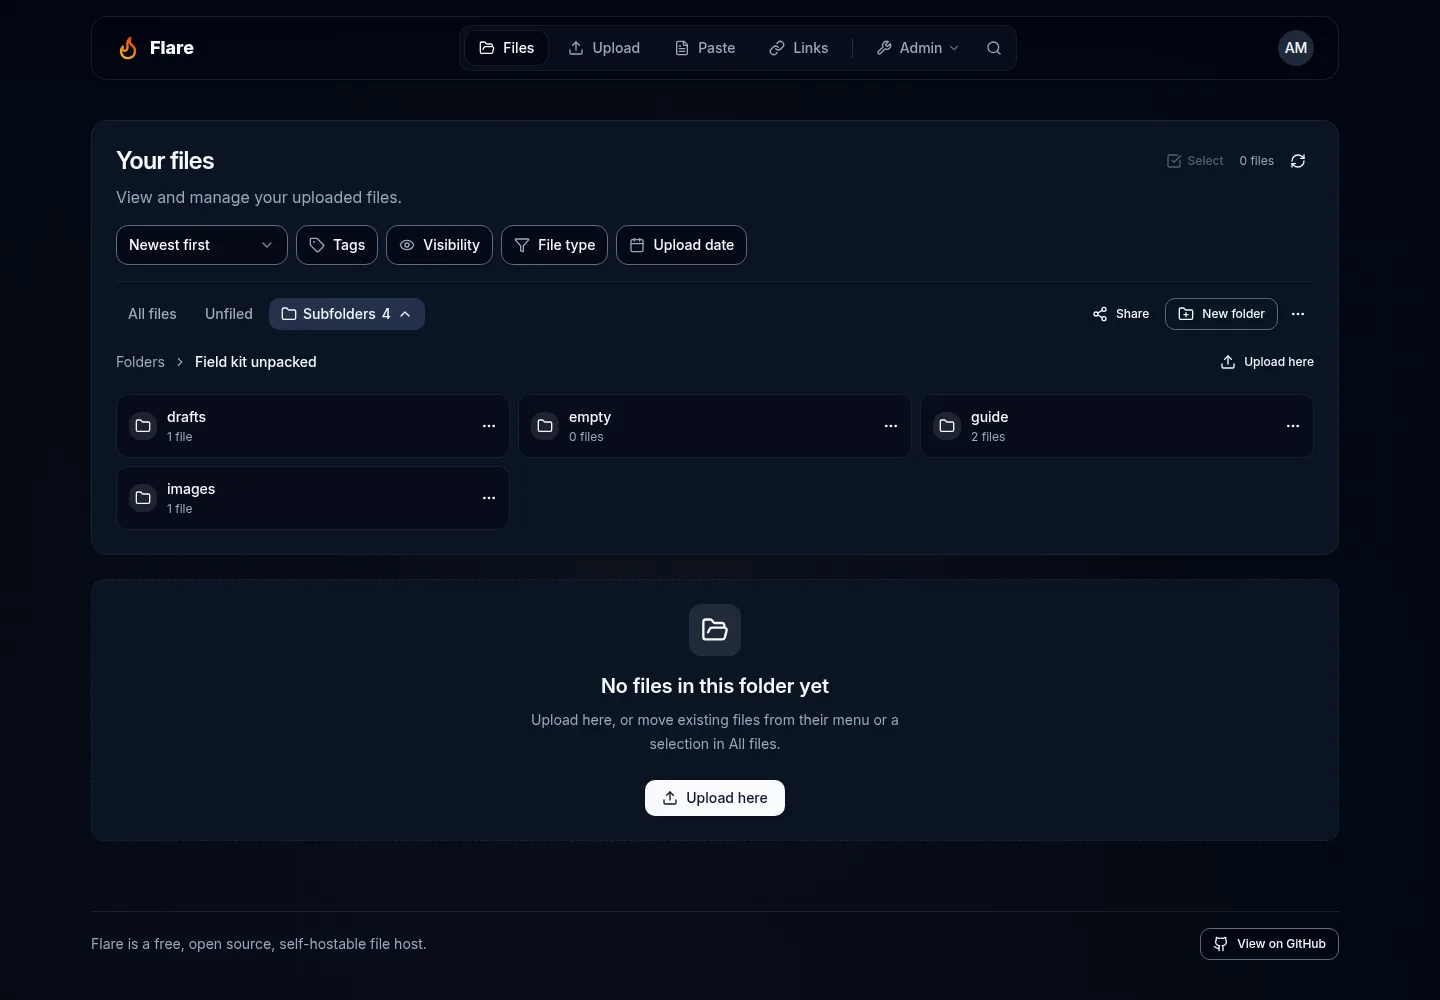 Flare
Files
Upload
Paste
Links
Admin
AM
Your files
Select
0 files
View and manage your uploaded files.
Newest first
Tags
Visibility
File type
Upload date
All files
Unfiled
Subfolders 4
Share
New folder
Folders
Field kit unpacked
Upload here
drafts
1 file
empty
0 files
guide
2 files
images
1 file
No files in this folder yet
Upload here, or move existing files from their menu or a
selection in All files.
Upload here
Flare is a free, open source, self-hostable file host.
View on GitHub